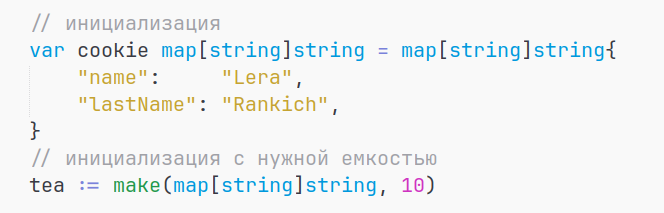 // инициализация
var cookie map[string]string = map[string]string{
    "name":     "Lera",
    "lastName": "Rankich",
}
// инициализация с нужной емкостью
tea := make(map[string]string, 10)